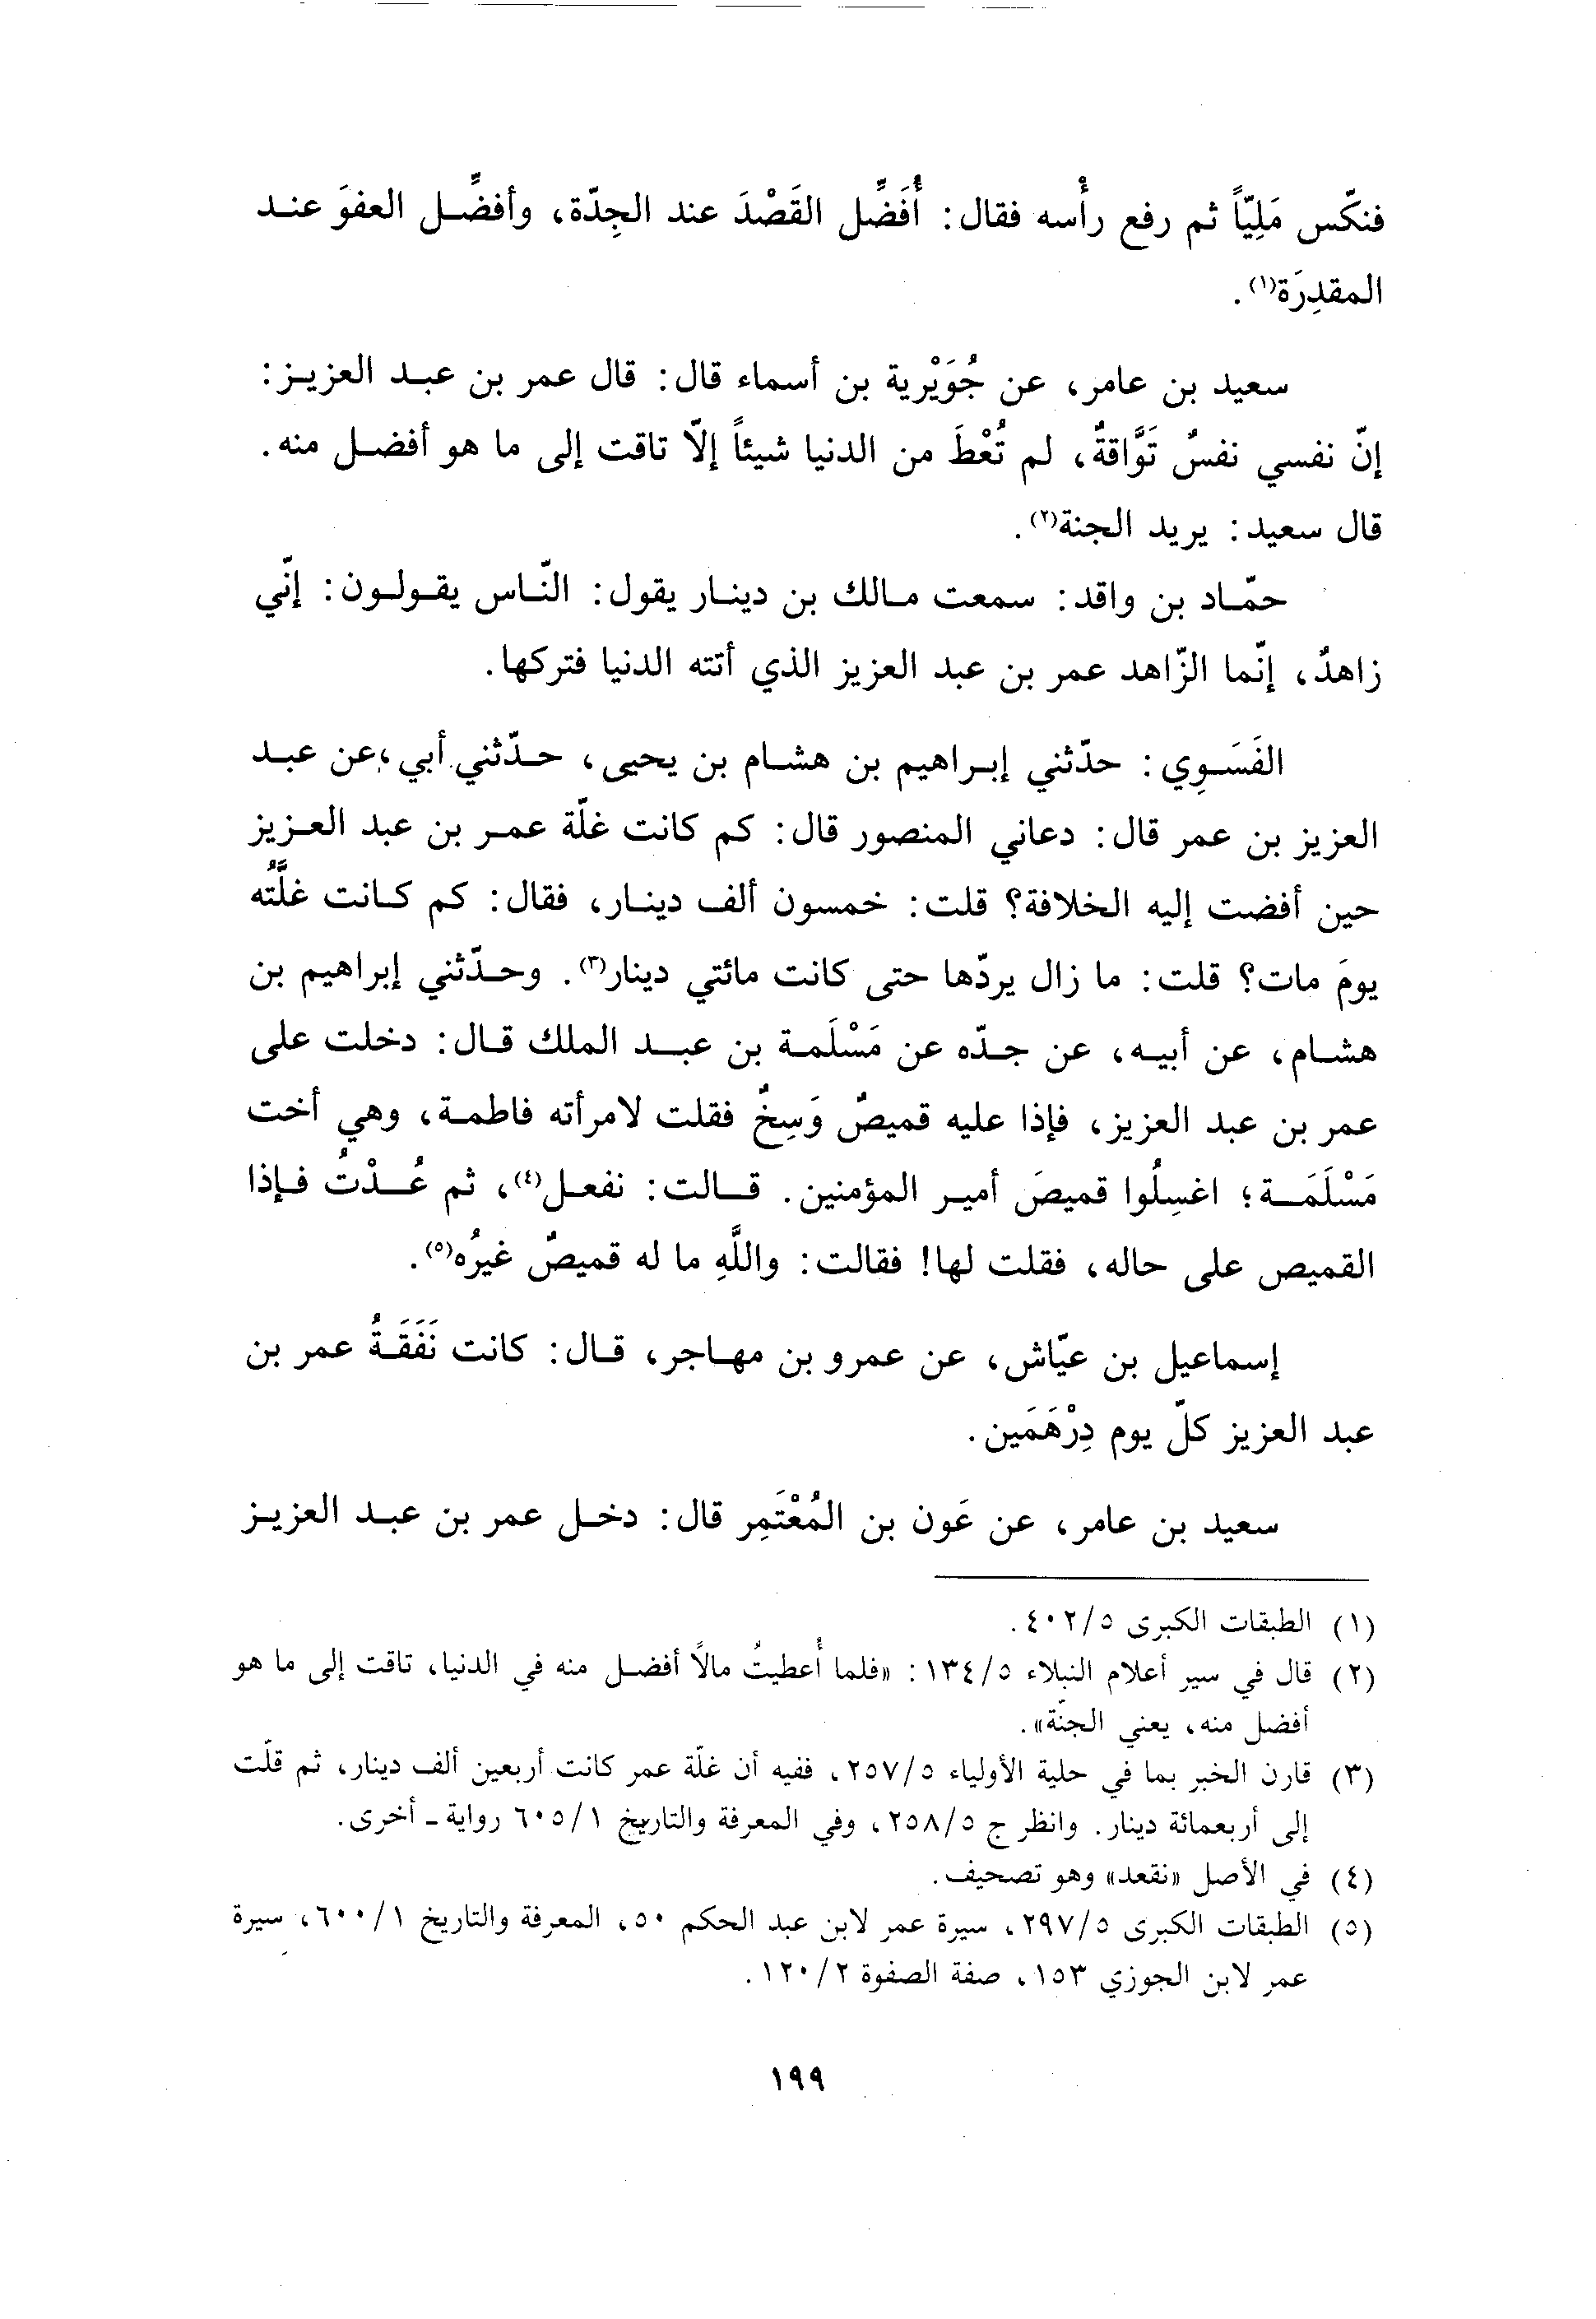 فنكّس مَلِيّاً ثم رفع رأْسه فقال: أُفَضِّل القَصْدَ عند الجِدّة، وأفضِّل العفوَ عند
المقدِرَة(١).
سعيد بن عامر، عن جُوَيْرية بن أسماء قال: قال عمر بن عبد العزيز:
إنّ نفسي نفسٌ تَوَّاقةٌ، لم تُعْطَ من الدنيا شيئاً إلّا تاقت إلى ما هو أفضل منه.
قال سعيد: يريد الجنة(٢).
حمّاد بن واقد: سمعت مالك بن دينار يقول: النّاس يقولون: إنّي
زاهدٌ، إنّما الزّاهد عمر بن عبد العزيز الذي أتته الدنيا فتركها.
الفَسَوِي: حدّثني إبراهيم بن هشام بن يحيى، حدّثني أبي، عن عبد
العزيز بن عمر قال: دعاني المنصور قال: كم كانت غلّة عمر بن عبد العزيز
حين أفضت إليه الخلافة؟ قلت: خمسون ألف دينار، فقال: كم كانت غلَّتُه
يومَ مات؟ قلت: ما زال يردّها حتى كانت مائتي دينار(٣). وحدّثني إبراهيم بن
هشام، عن أبيه، عن جدّه عن مَسْلَمة بن عبد الملك قال: دخلت على
عمر بن عبد العزيز، فإذا عليه قميصٌ وَسِخٌ فقلت لامرأته فاطمة، وهي أخت
مَسْلَمَة؛ اغسِلُوا قميصَ أمير المؤمنين. قالت: نفعل(٤)، ثم عُدْتُ فإذا
القميص على حاله، فقلت لها! فقالت: واللَّهِ ما له قميصٌ غيرُه(٥).
إسماعيل بن عيّاش، عن عمرو بن مهاجر، قال: كانت نَفَقَةُ عمر بن
عبد العزيز كلّ يوم دِرْهَمَين.
سعيد بن عامر، عن عَون بن المُعْتَمِر قال: دخل عمر بن عبد العزيز
(١) الطبقات الكبرى ٤٠٢/٥.
(٢) قال في سير أعلام النبلاء ١٣٤/٥: «فلما أُعطيتُ مالاً أفضل منه في الدنيا، تاقت إلى ما هو
أفضل منه، يعني الجنّة».
(٣) قارن الخبر بما في حلية الأولياء ٢٥٧/٥، ففيه أن غلّة عمر كانت أربعين ألف دينار، ثم قلّت
إلى أربعمائة دينار. وانظر ج ٢٥٨/٥، وفي المعرفة والتاريخ ٦٠٥/١ رواية - أخرى.
(٤) في الأصل «نقعد» وهو تصحيف.
(٥) الطبقات الكبرى ٢٩٧/٥، سيرة عمر لابن عبد الحكم ٥٠، المعرفة والتاريخ ٦٠٠/١، سيرة
عمر لابن الجوزي ١٥٣، صفة الصفوة ١٢٠/٢.
١٩٩